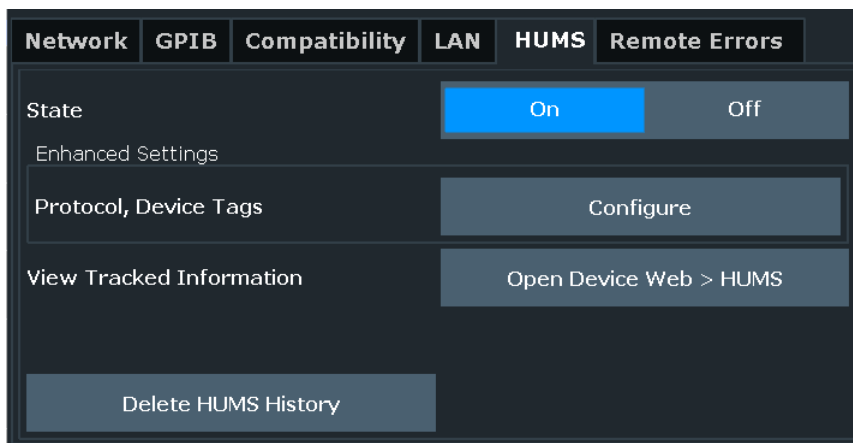 Network GPIB Compatibility LAN HUMS Remote Errors
State On Off
Enhanced Settings
Protocol, Device Tags Configure
View Tracked Information Open Device Web > HUMS
Delete HUMS History